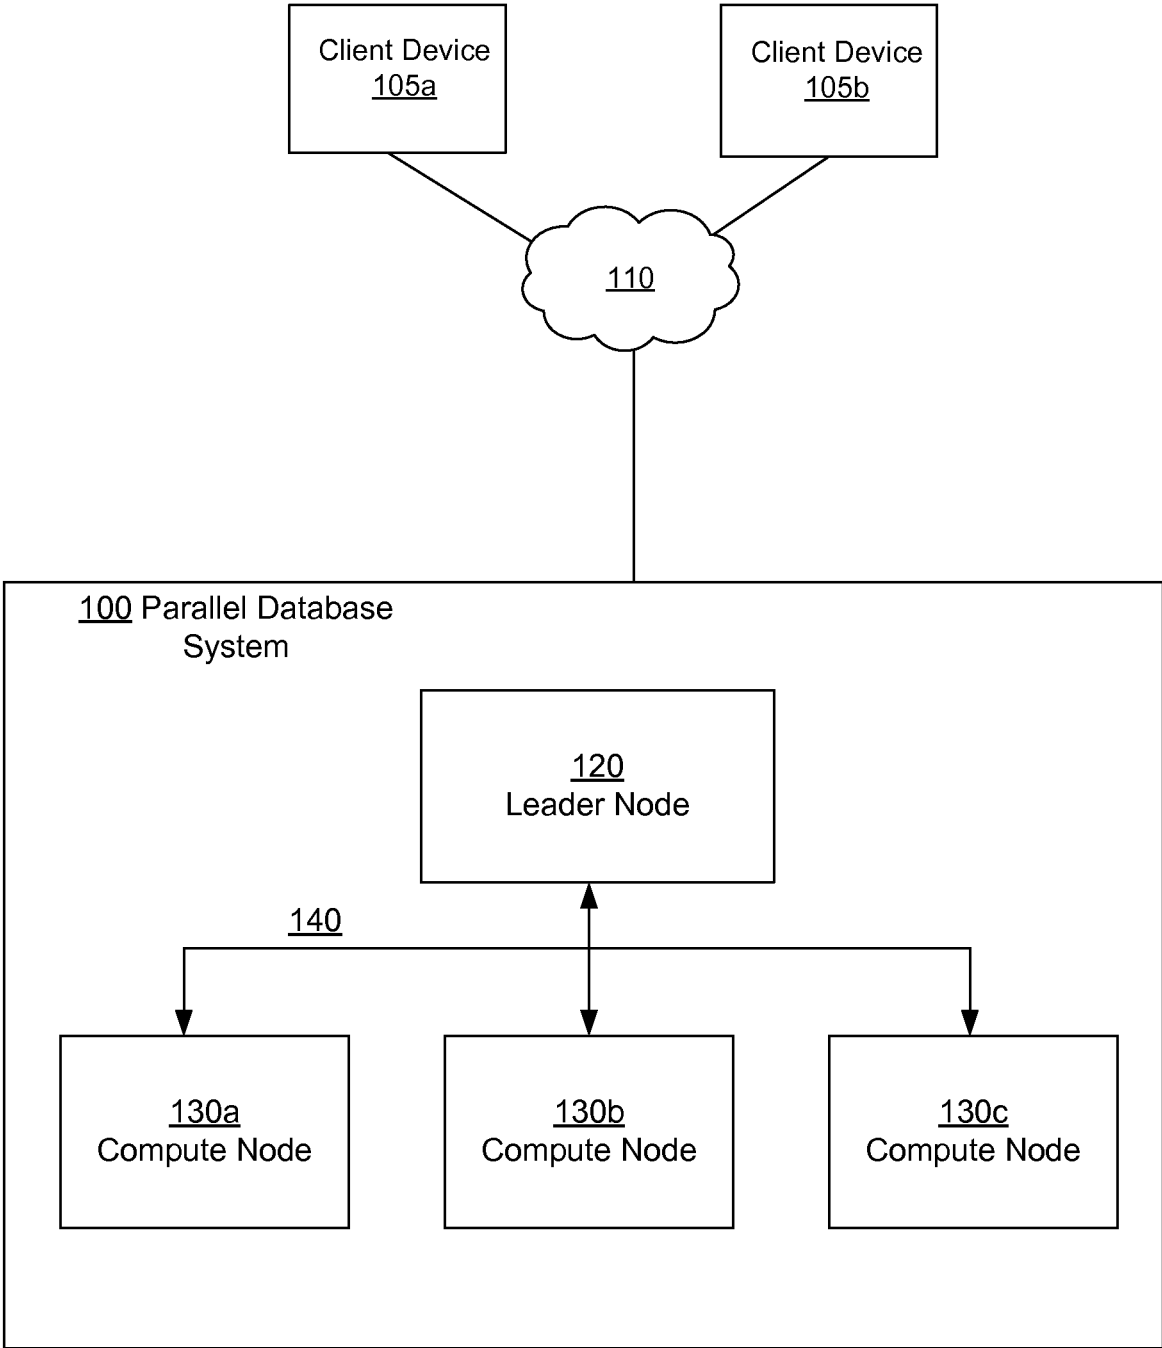 Client Device
105a
Client Device
105b
110
100 Parallel Database
System
120
Leader Node
140
130a
Compute Node
130b
Compute Node
130c
Compute Node